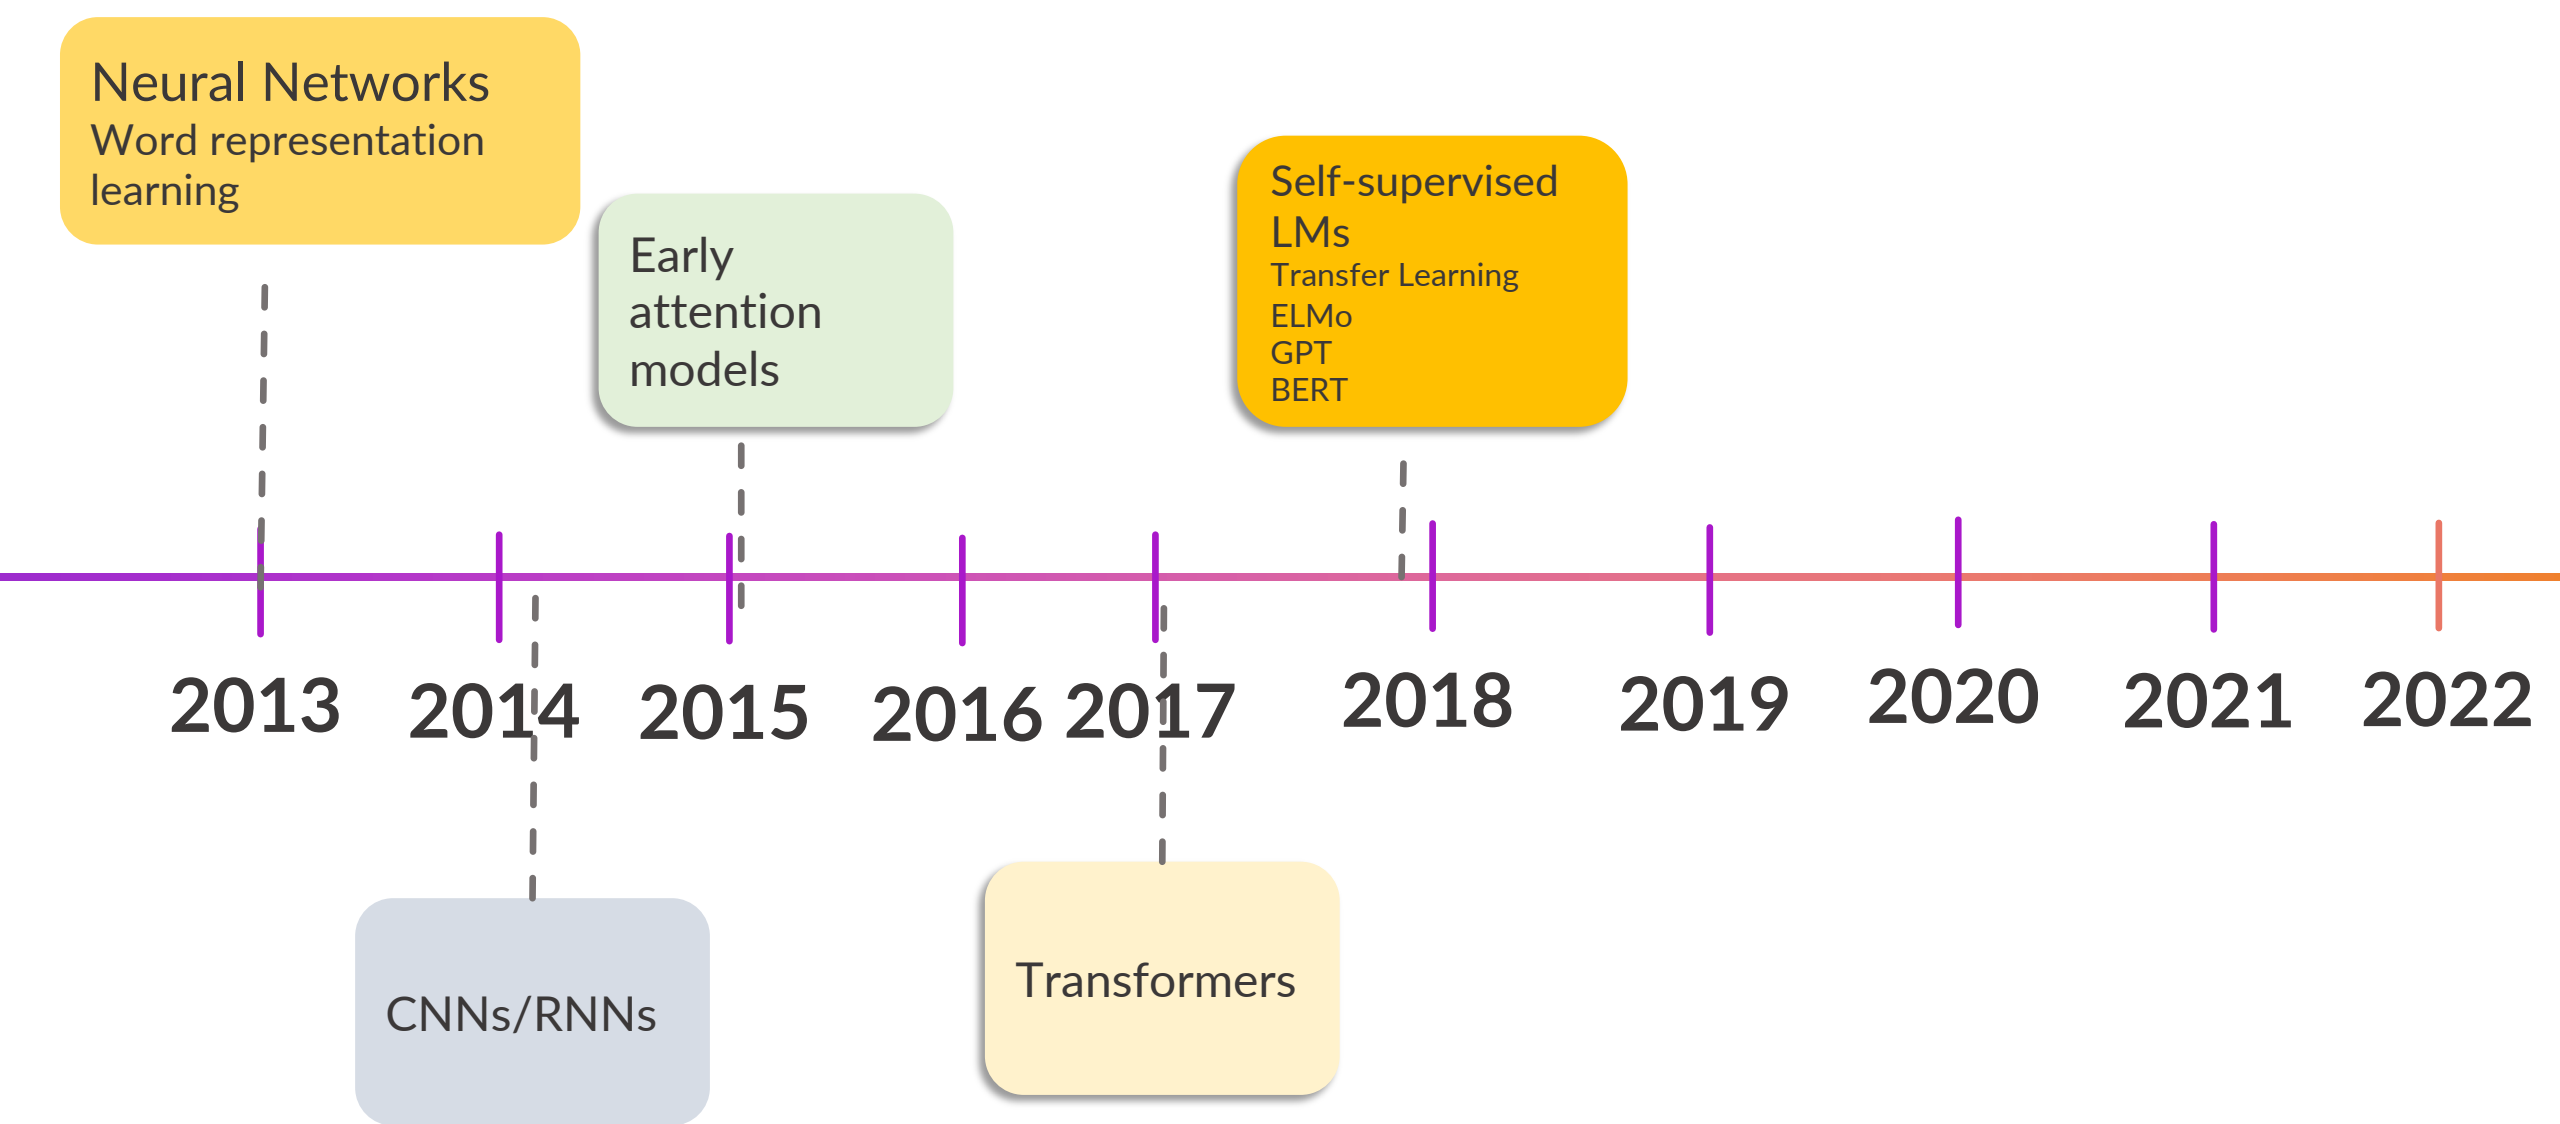 Neural Networks
Word representation
learning
Early
attention
models
Self-supervised
LMs
Transfer Learning
ELMo
GPT
BERT
2013
2014
2015
2016
2017
2018
2019
2020
2021
2022
CNNs/RNNs
Transformers